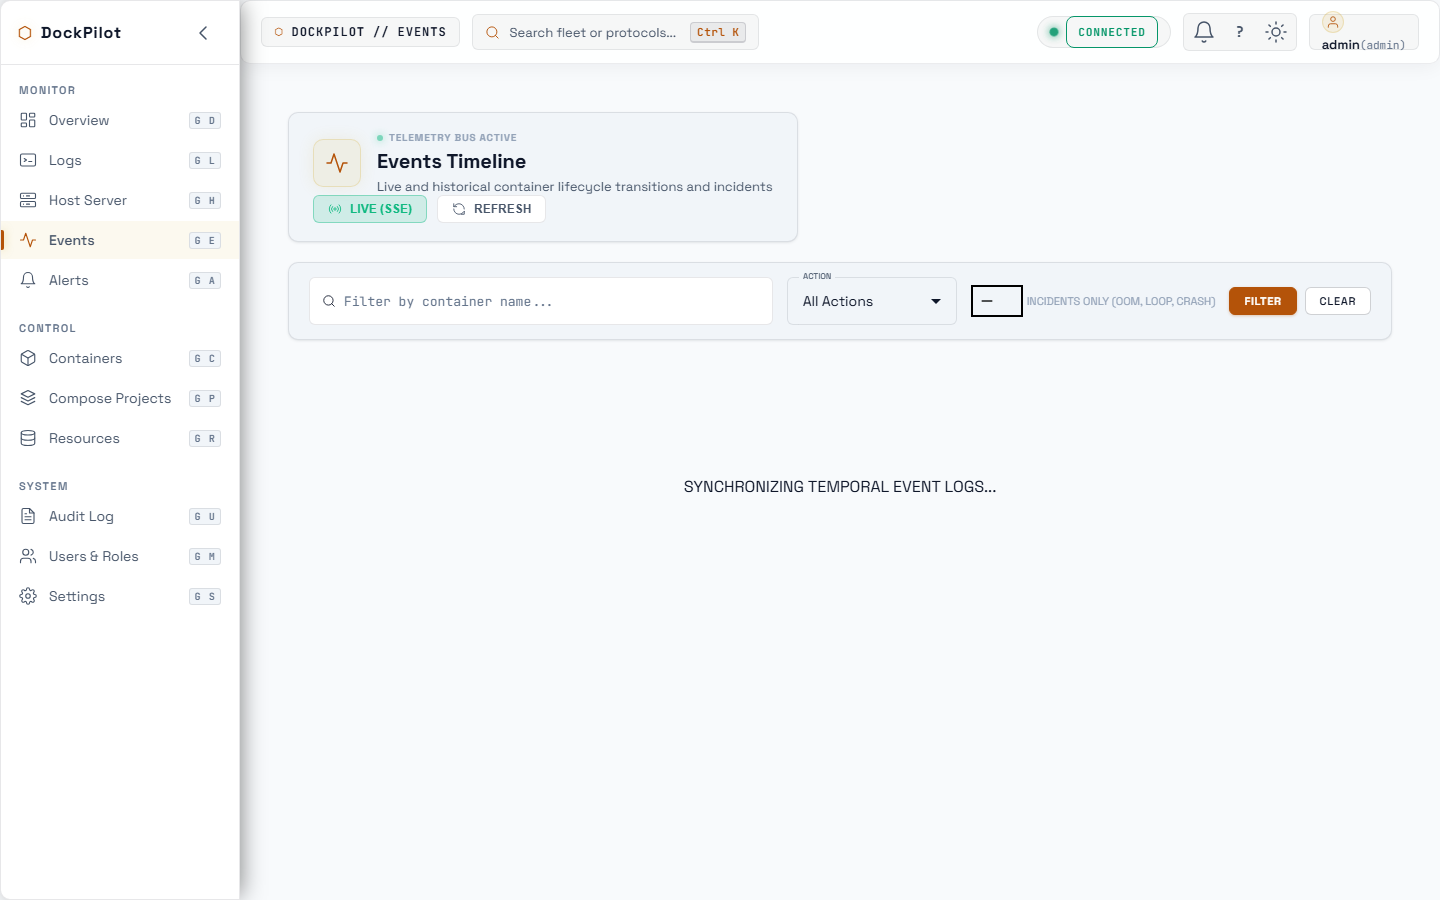 DockPilot
DOCKPILOT // EVENTS
Search fleet or protocols...
Ctrl K
CONNECTED
?
admin(admin)
MONITOR
Overview G D
Logs G L
Host Server G H
Events G E
Alerts G A
CONTROL
Containers G C
Compose Projects G P
Resources G R
SYSTEM
Audit Log G U
Users & Roles G M
Settings G S
TELEMETRY BUS ACTIVE
Events Timeline
Live and historical container lifecycle transitions and incidents
LIVE (SSE)
REFRESH
Filter by container name...
ACTION
All Actions
INCIDENTS ONLY (OOM, LOOP, CRASH)
FILTER
CLEAR
SYNCHRONIZING TEMPORAL EVENT LOGS...